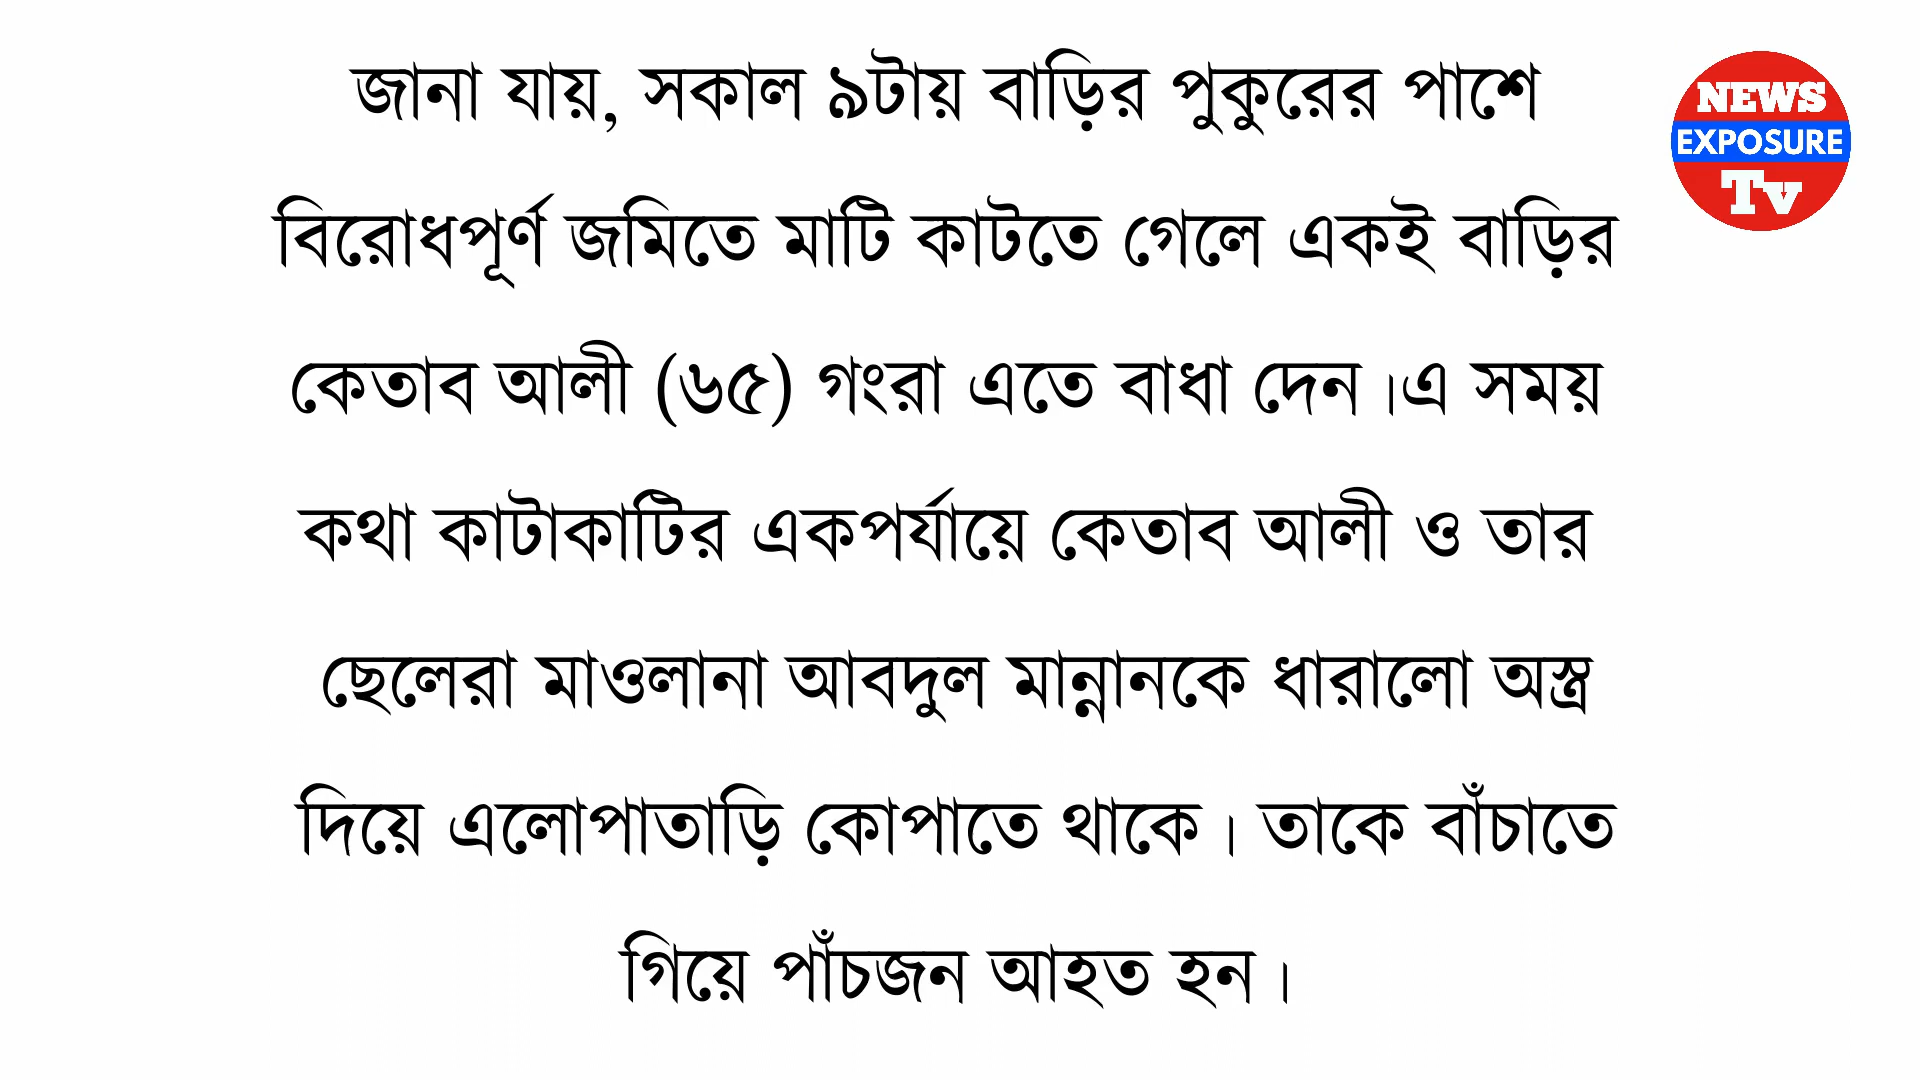 জানা যায়, সকাল ৯টায় বাড়ির পুকুরের পাশে
বিরোধপূর্ণ জমিতে মাটি কাটতে গেলে একই বাড়ির
কেতাব আলী (৬৫) গংরা এতে বাধা দেন।এ সময়
কথা কাটাকাটির একপর্যায়ে কেতাব আলী ও তার
ছেলেরা মাওলানা আবদুল মান্নানকে ধারালো অস্ত্র
দিয়ে এলোপাতাড়ি কোপাতে থাকে। তাকে বাঁচাতে
গিয়ে পাঁচজন আহত হন।
NEWS
EXPOSURE
Tv